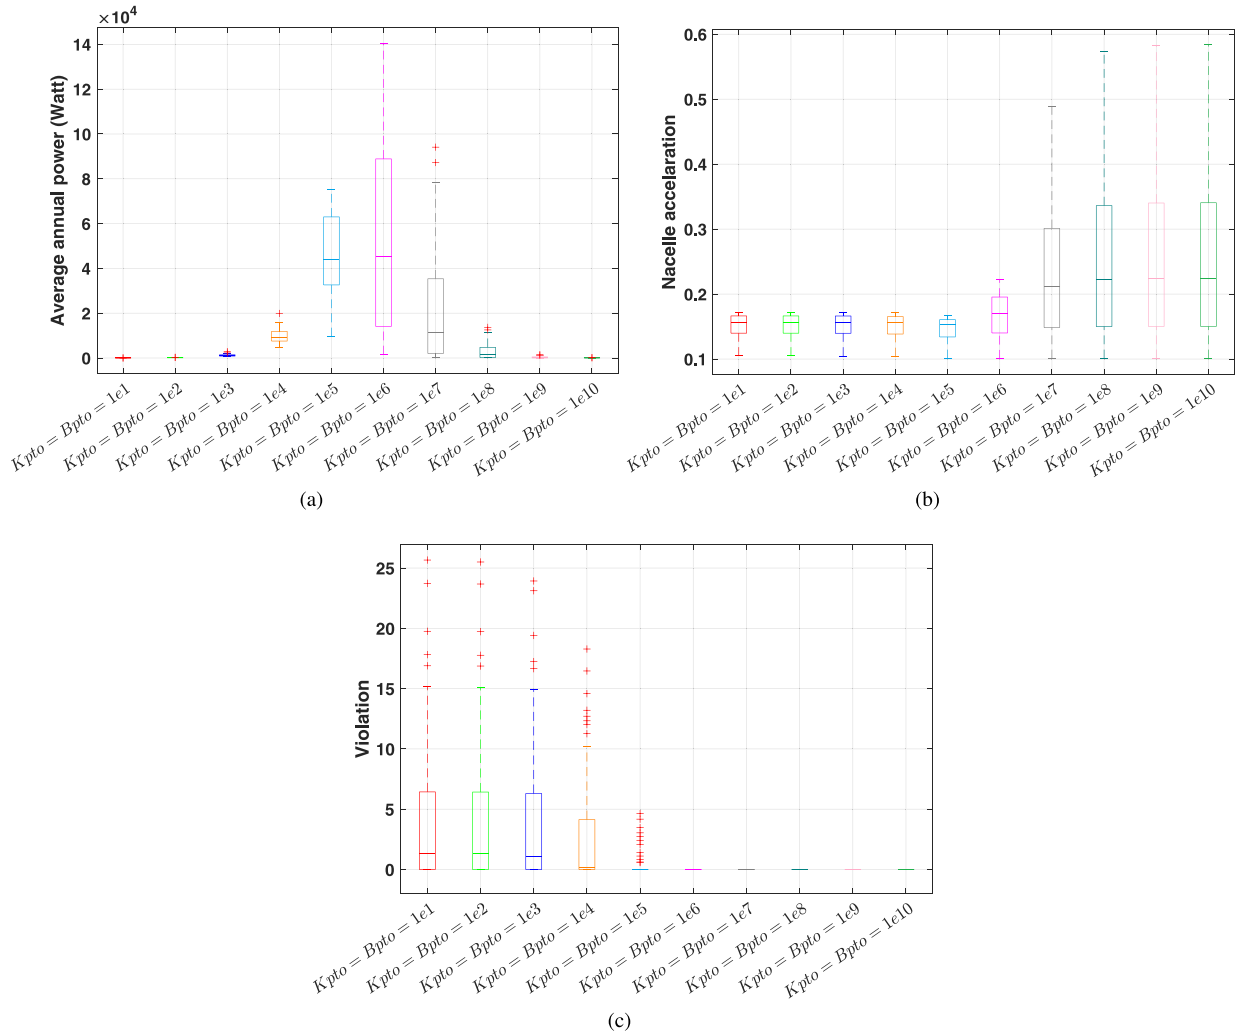 ×10⁴
Average annual power (Watt)
14
12
10
8
6
4
2
0
Kpto = Bpto = 1e1
Kpto = Bpto = 1e2
Kpto = Bpto = 1e3
Kpto = Bpto = 1e4
Kpto = Bpto = 1e5
Kpto = Bpto = 1e6
Kpto = Bpto = 1e7
Kpto = Bpto = 1e8
Kpto = Bpto = 1e9
Kpto = Bpto = 1e10
(a)
Nacelle accelaration
0.6
0.5
0.4
0.3
0.2
0.1
Kpto = Bpto = 1e1
Kpto = Bpto = 1e2
Kpto = Bpto = 1e3
Kpto = Bpto = 1e4
Kpto = Bpto = 1e5
Kpto = Bpto = 1e6
Kpto = Bpto = 1e7
Kpto = Bpto = 1e8
Kpto = Bpto = 1e9
Kpto = Bpto = 1e10
(b)
Violation
25
20
15
10
5
0
Kpto = Bpto = 1e1
Kpto = Bpto = 1e2
Kpto = Bpto = 1e3
Kpto = Bpto = 1e4
Kpto = Bpto = 1e5
Kpto = Bpto = 1e6
Kpto = Bpto = 1e7
Kpto = Bpto = 1e8
Kpto = Bpto = 1e9
Kpto = Bpto = 1e10
(c)